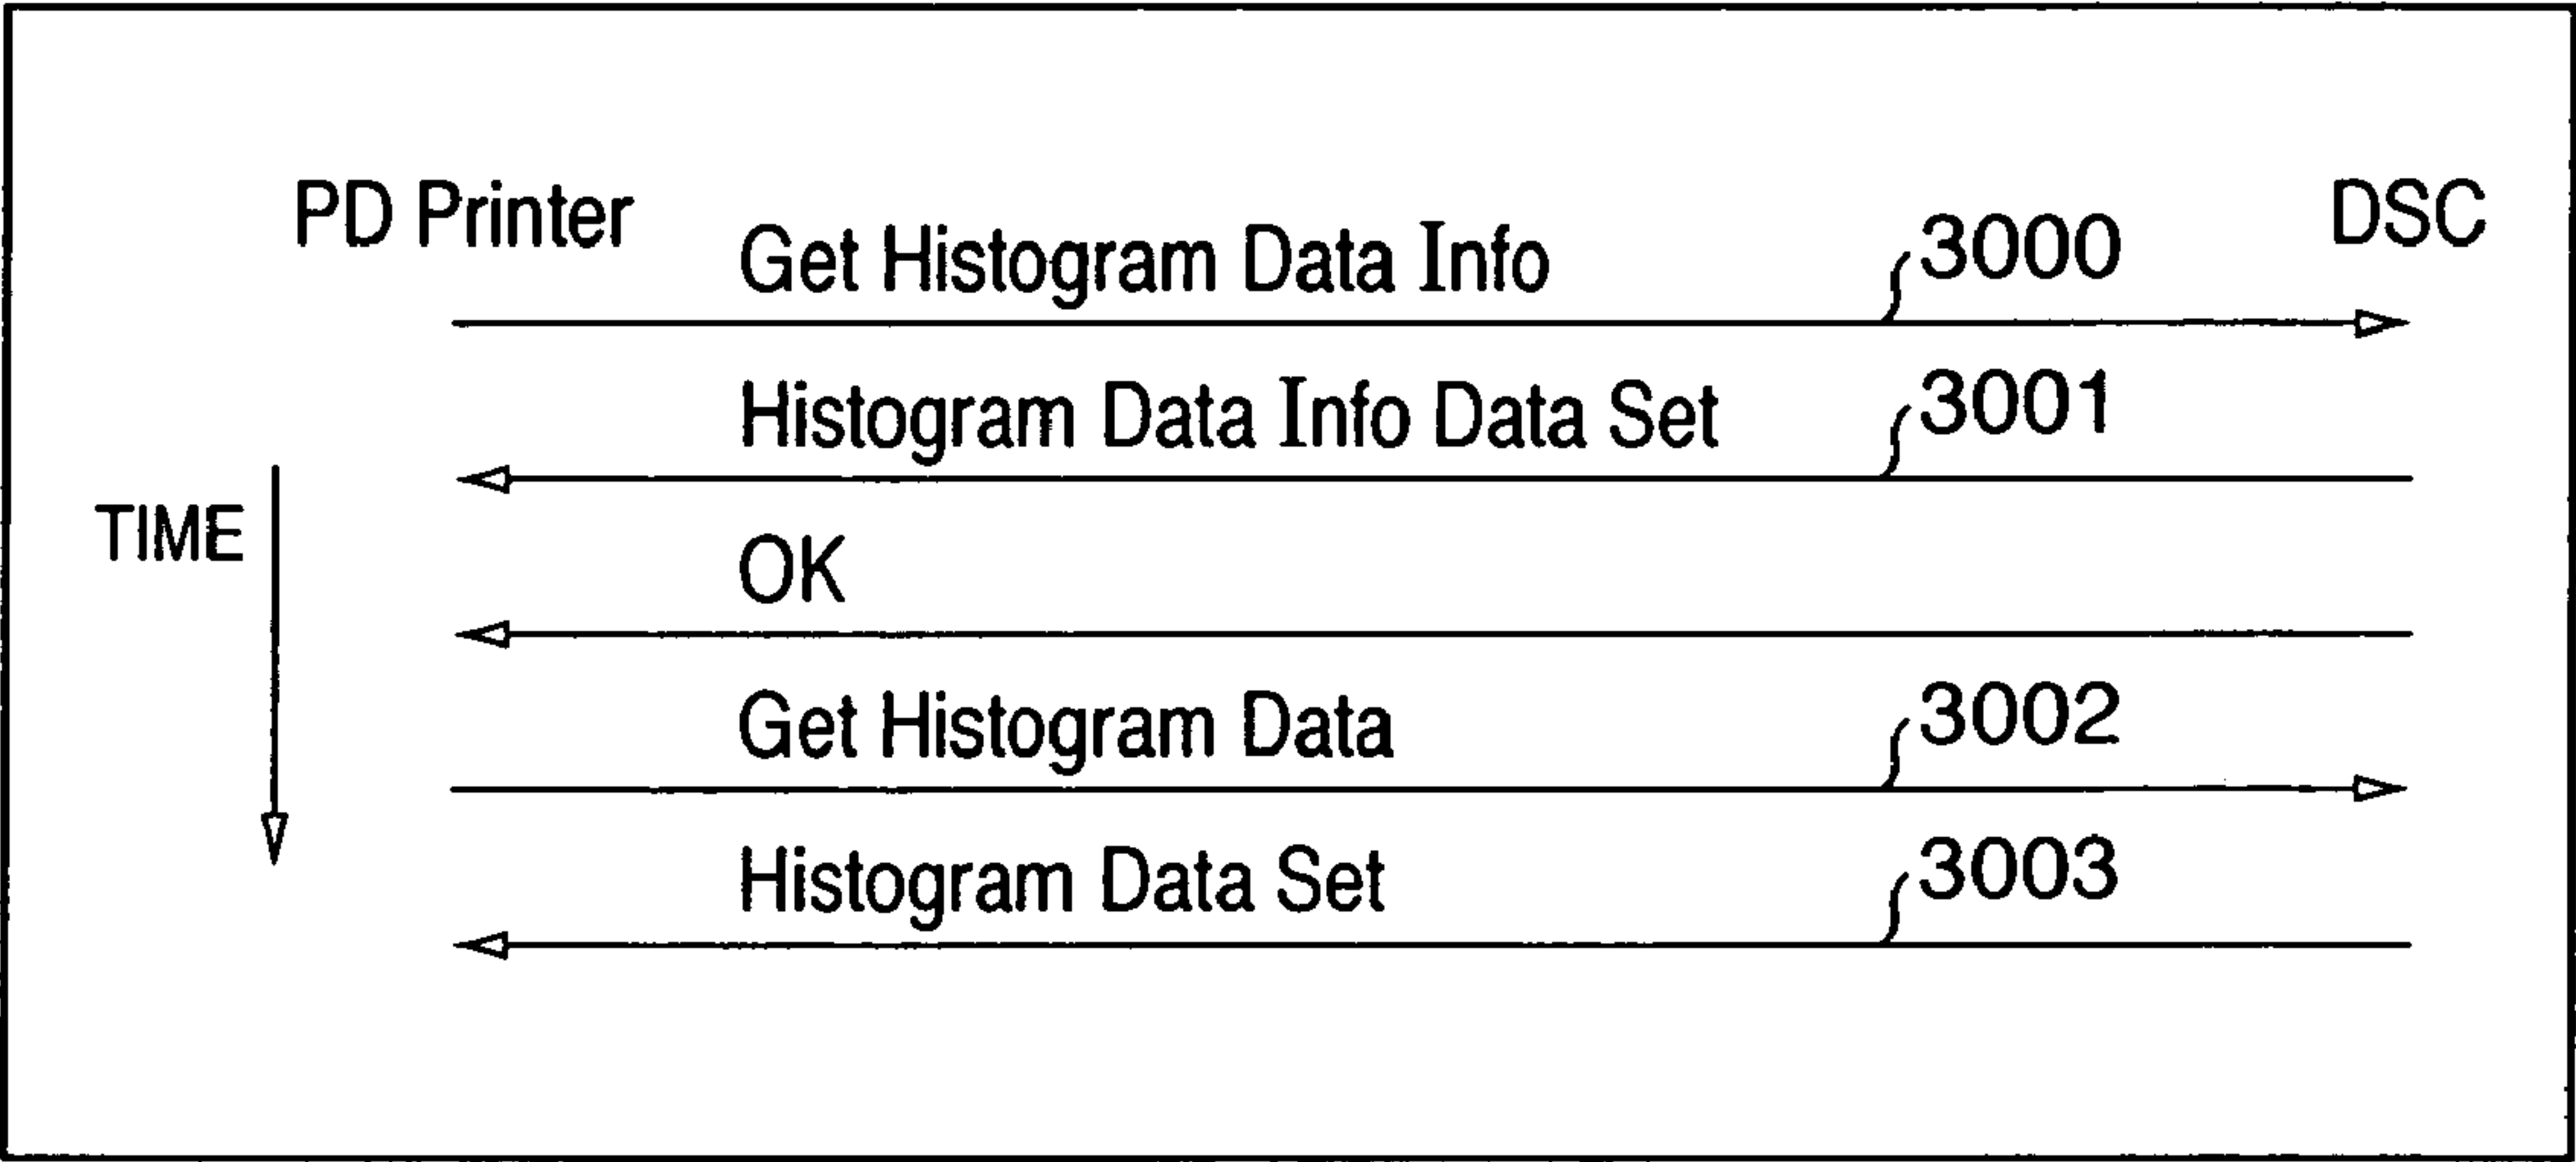 PD Printer
DSC
Get Histogram Data Info
3000
Histogram Data Info Data Set
3001
TIME
OK
Get Histogram Data
3002
Histogram Data Set
3003